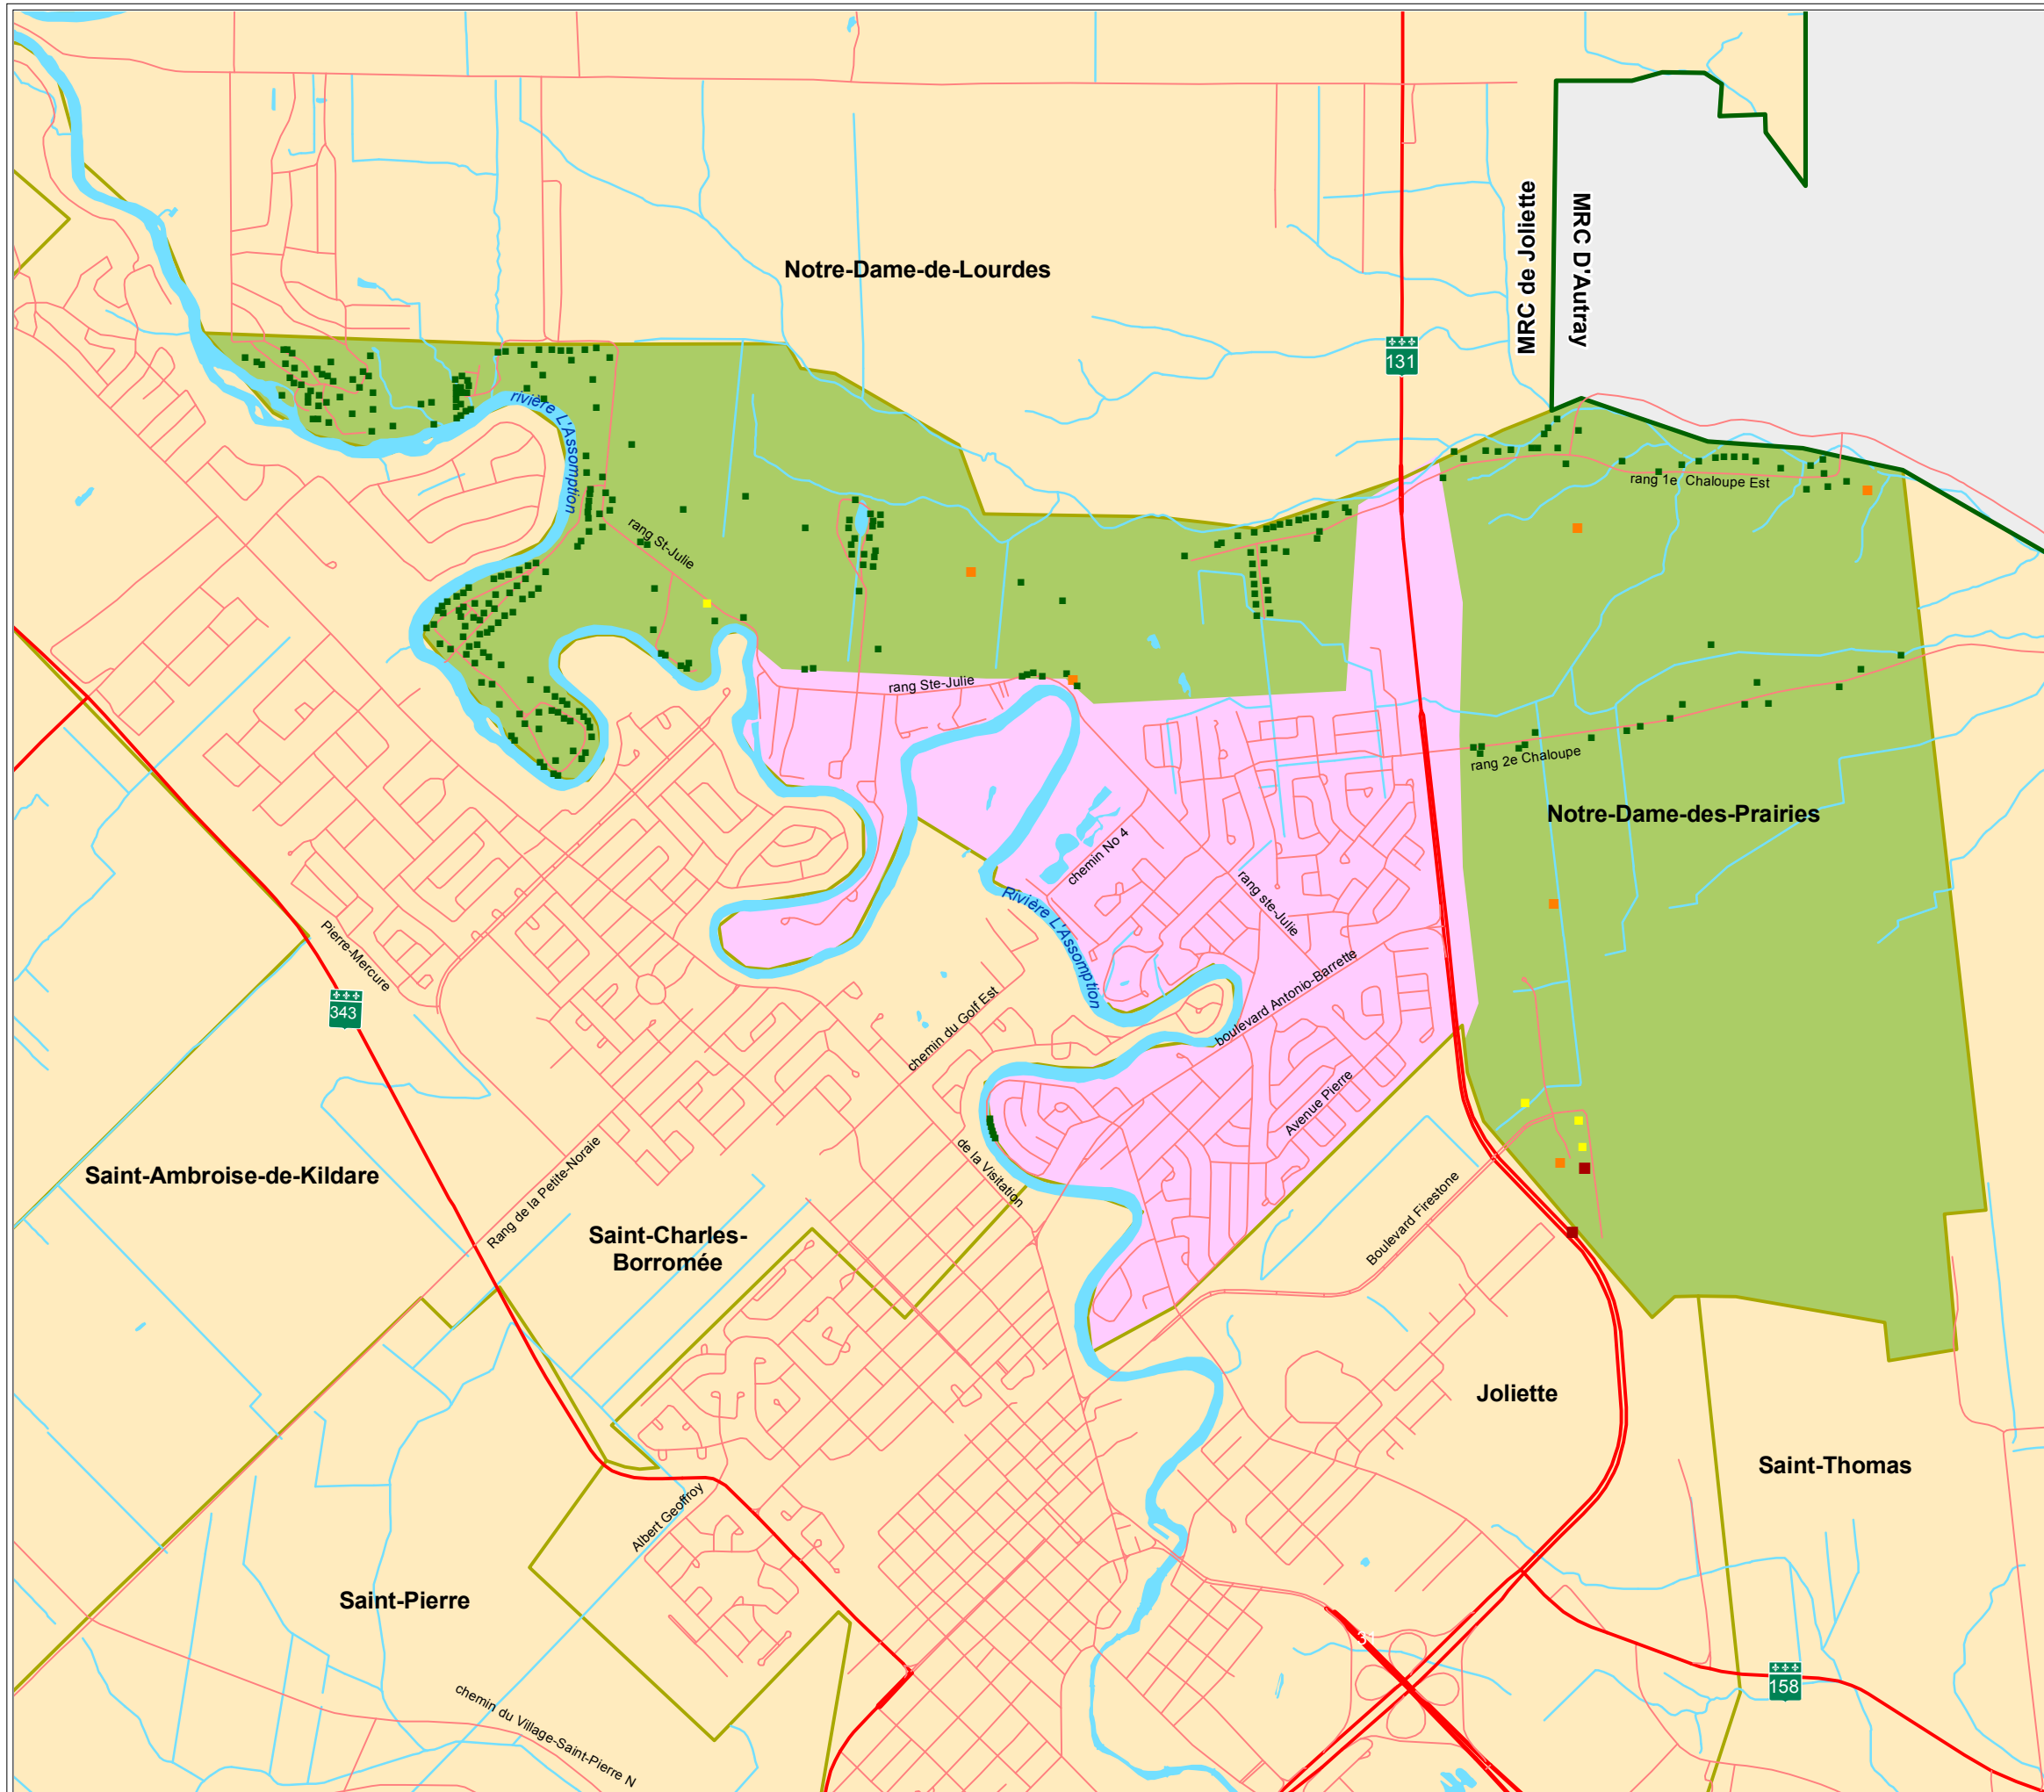 MRC de Joliette
MRC D'Autray
Notre-Dame-de-Lourdes
131
rivière L'Assomption
rang 1e Chaloupe Est
rang St-Julie
rang Ste-Julie
rang 2e Chaloupe
Notre-Dame-des-Prairies
chemin No 4
rang ste-Julie
Rivière L'Assomption
Pierre-Mercure
boulevard Antonio-Barrette
343
chemin du Golf Est
Avenue Pierre
de la Visitation
Saint-Ambroise-de-Kildare
Rang de la Petite-Noraie
Boulevard Firestone
Saint-Charles-
Borromée
Joliette
Saint-Thomas
Albert Geoffroy
Saint-Pierre
31
158
chemin du Village-Saint-Pierre N